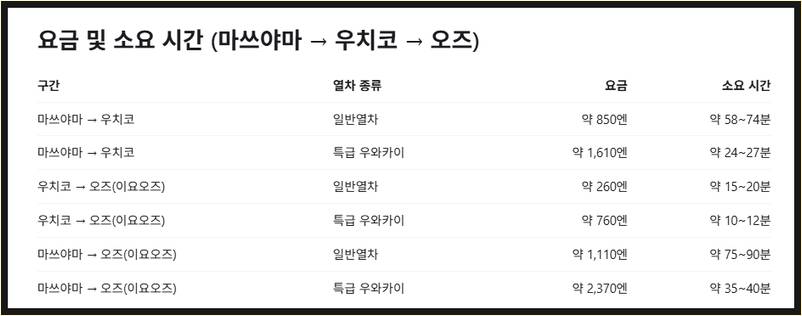 요금 및 소요 시간 (마쓰야마 → 우치코 → 오즈)
구간 열차 종류 요금 소요 시간
마쓰야마 → 우치코 일반열차 약 850엔 약 58~74분
마쓰야마 → 우치코 특급 우와카이 약 1,610엔 약 24~27분
우치코 → 오즈(이요오즈) 일반열차 약 260엔 약 15~20분
우치코 → 오즈(이요오즈) 특급 우와카이 약 760엔 약 10~12분
마쓰야마 → 오즈(이요오즈) 일반열차 약 1,110엔 약 75~90분
마쓰야마 → 오즈(이요오즈) 특급 우와카이 약 2,370엔 약 35~40분